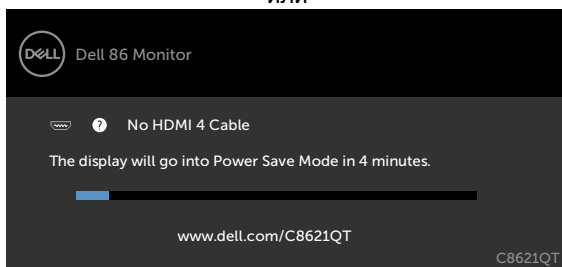 или
DELL
Dell 86 Monitor
? No HDMI 4 Cable
The display will go into Power Save Mode in 4 minutes.
www.dell.com/C8621QT
C8621QT